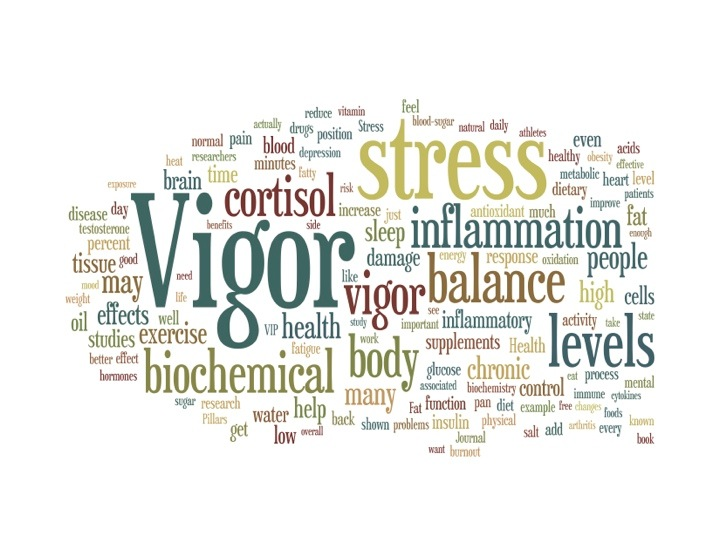 feel
reduce vitamin
actually drugs position Stress blood-sugar natural daily athletes
normal pain blood stress even
researchers minutes depression healthy obesity acids
heat time fatty metabolic effective
brain cortisol risk dietary heart level
exposure patients
disease day Vigor increase just antioxidant much improve fat
testosterone benefits side sleep inflammation enough
percent damage energy response oxidation people
tissue good need like
mood may vigor balance high cells
weight life see
oil effects well VIP health study important inflammatory activity take state
studies exercise work supplements Health levels
better effect fatigue body
hormones biochemical glucose chronic eat process
associated biochemistry control mental
sugar research many immune cytokines
Pillars water help Fat function pan diet example free changes foods
get back shown problems insulin physical known
low overall Journal salt add arthritis every book
want burnout